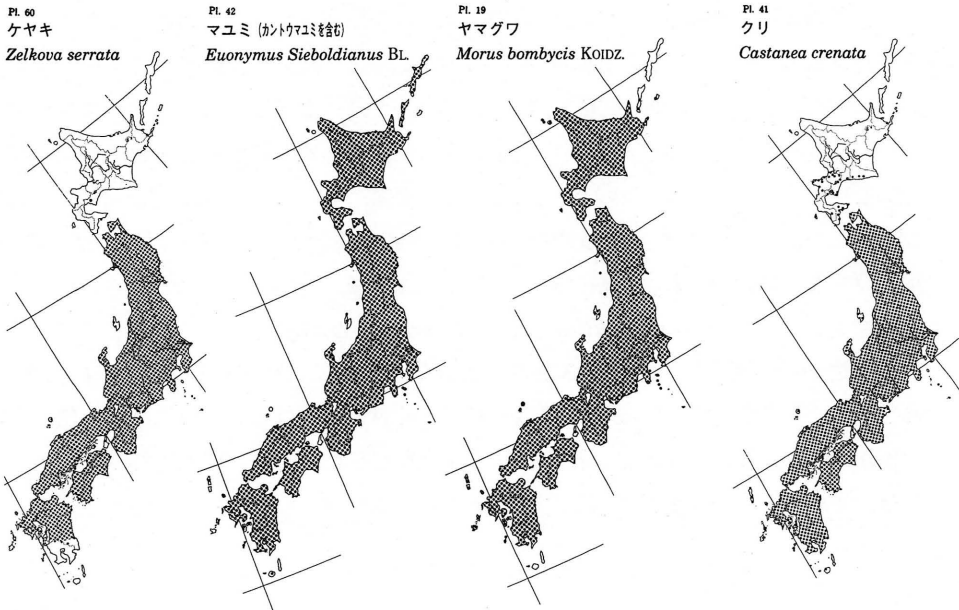 Pl. 60
ケヤキ
Zelkova serrata
Pl. 42
マユミ (カントウマユミを含む)
Euonymus Sieboldianus BL.
Pl. 19
ヤマグワ
Morus bombycis KOIDZ.
Pl. 41
クリ
Castanea crenata